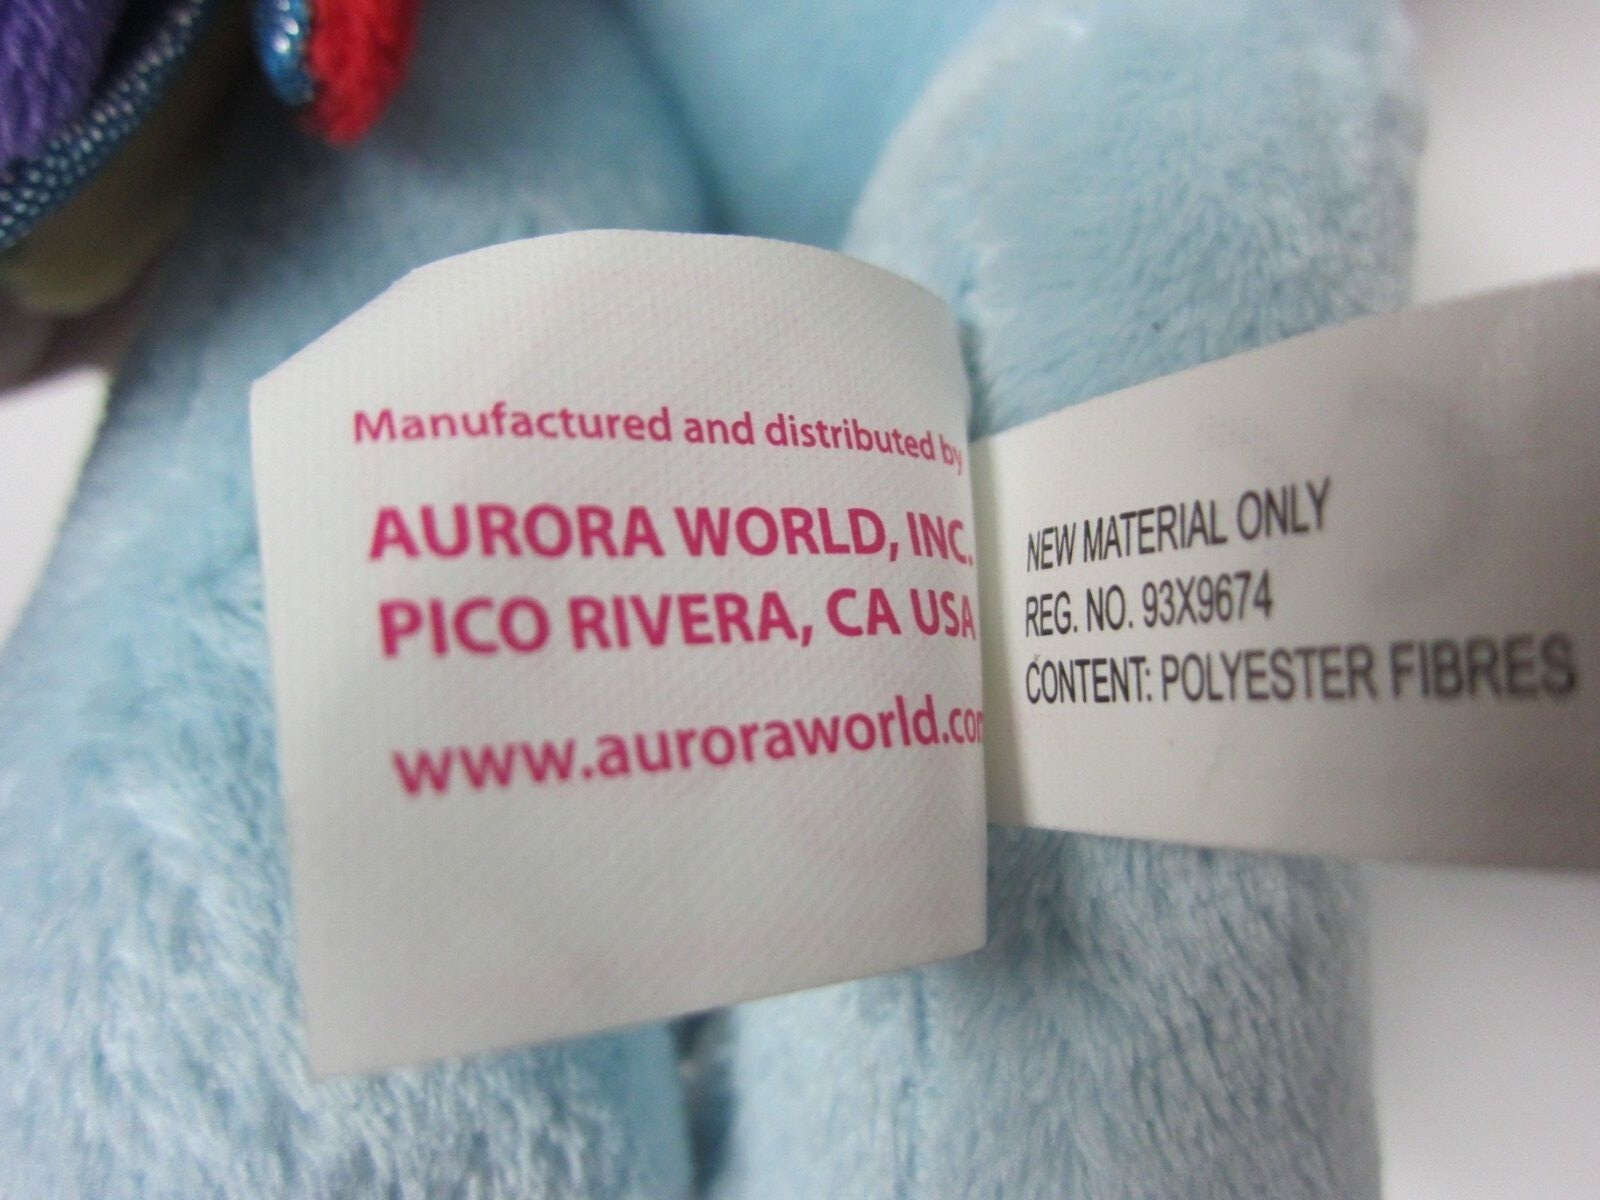 Manufactured and distributed by
AURORA WORLD, INC.
PICO RIVERA, CA USA
www.auroraworld.com
NEW MATERIAL ONLY
REG. NO. 93X9674
CONTENT: POLYESTER FIBRES